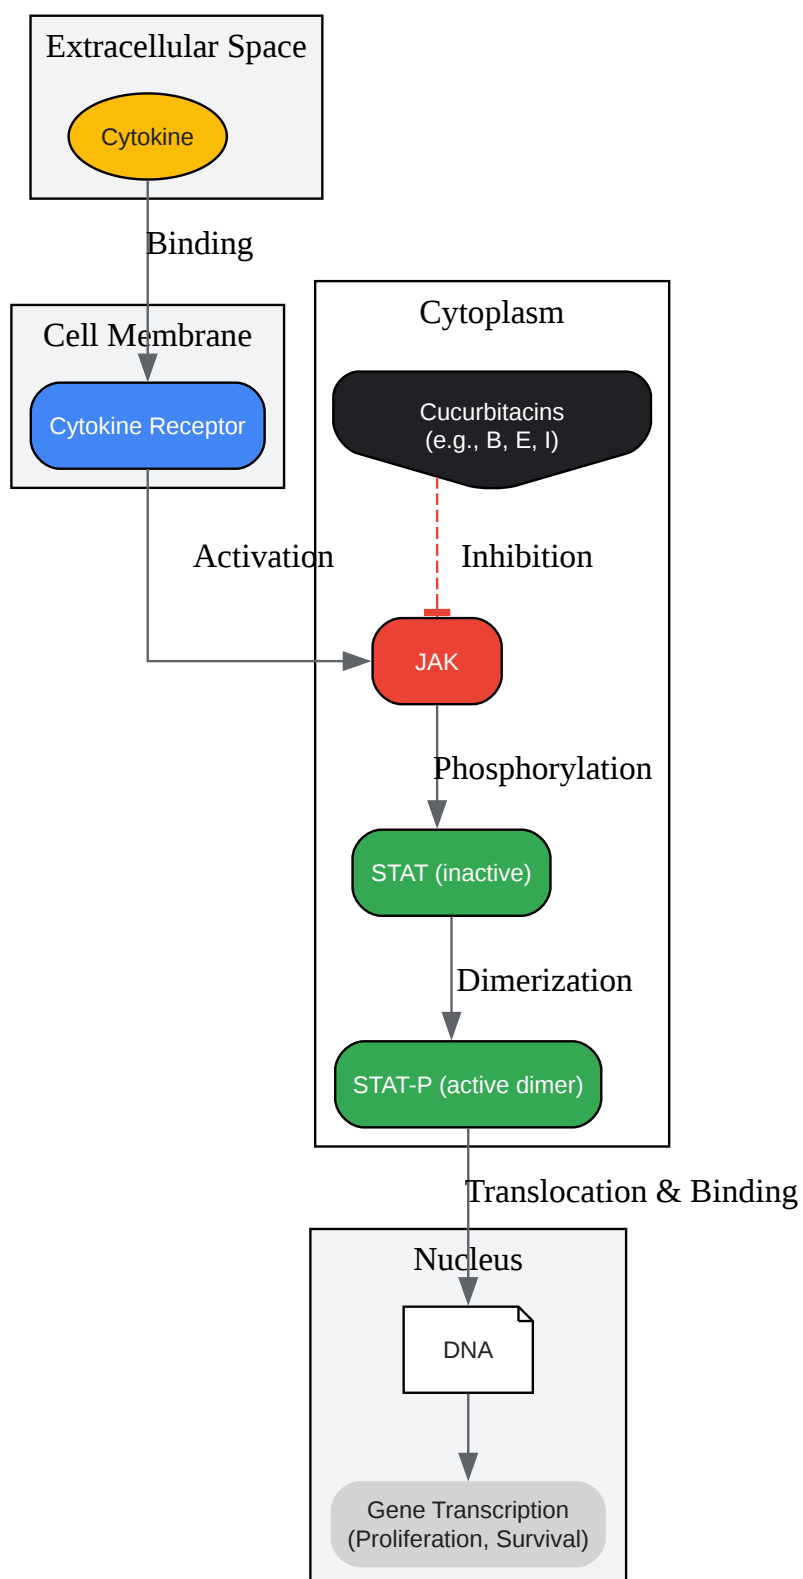 Extracellular Space
Cytokine
Binding
Cell Membrane
Cytokine Receptor
Cytoplasm
Cucurbitacins
(e.g., B, E, I)
Activation
Inhibition
JAK
Phosphorylation
STAT (inactive)
Dimerization
STAT-P (active dimer)
Translocation & Binding
Nucleus
DNA
Gene Transcription
(Proliferation, Survival)